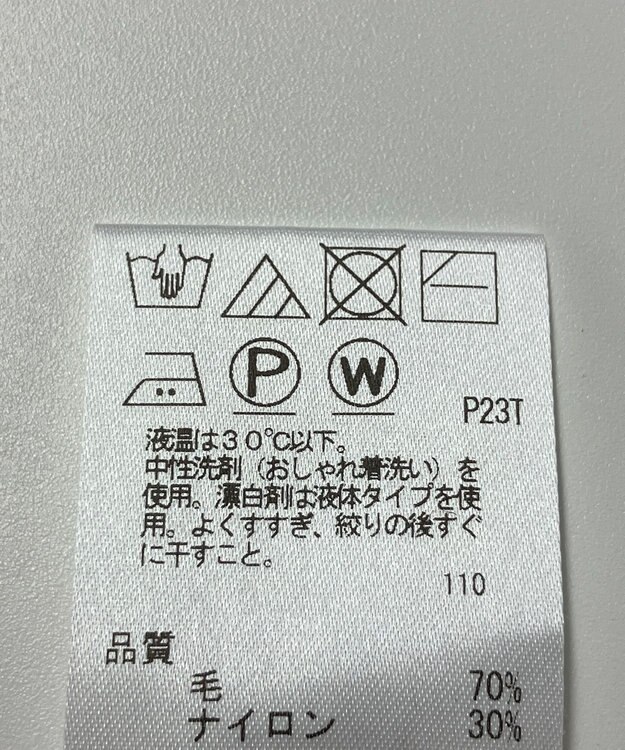 P W
P23T
液温は30℃以下。
中性洗剤（おしゃれ着洗い）を
使用。漂白剤は液体タイプを使
用。よくすすぎ、絞りの後すぐ
に干すこと。
110
品質
毛 70%
ナイロン 30%